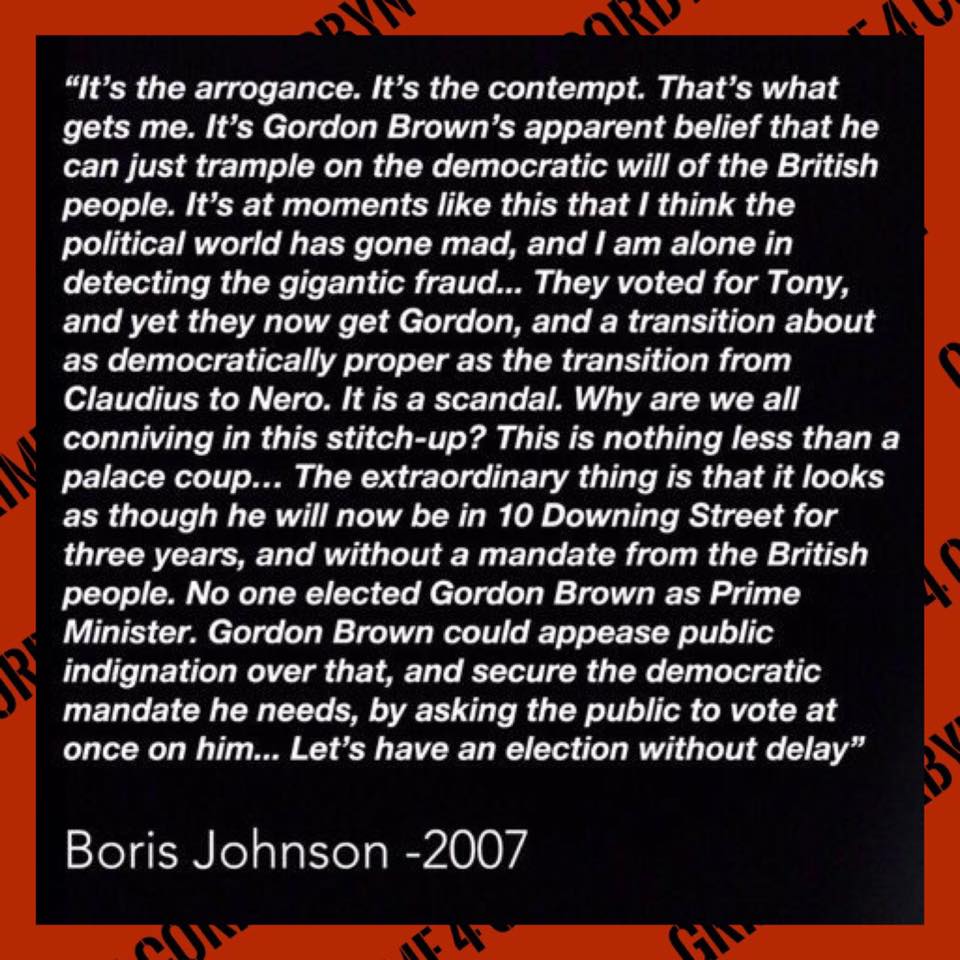 “It’s the arrogance. It’s the contempt. That’s what
gets me. It’s Gordon Brown’s apparent belief that he
can just trample on the democratic will of the British
people. It’s at moments like this that I think the
political world has gone mad, and I am alone in
detecting the gigantic fraud... They voted for Tony,
and yet they now get Gordon, and a transition about
as democratically proper as the transition from
Claudius to Nero. It is a scandal. Why are we all
conniving in this stitch-up? This is nothing less than a
palace coup... The extraordinary thing is that it looks
as though he will now be in 10 Downing Street for
three years, and without a mandate from the British
people. No one elected Gordon Brown as Prime
Minister. Gordon Brown could appease public
indignation over that, and secure the democratic
mandate he needs, by asking the public to vote at
once on him... Let’s have an election without delay”
Boris Johnson -2007